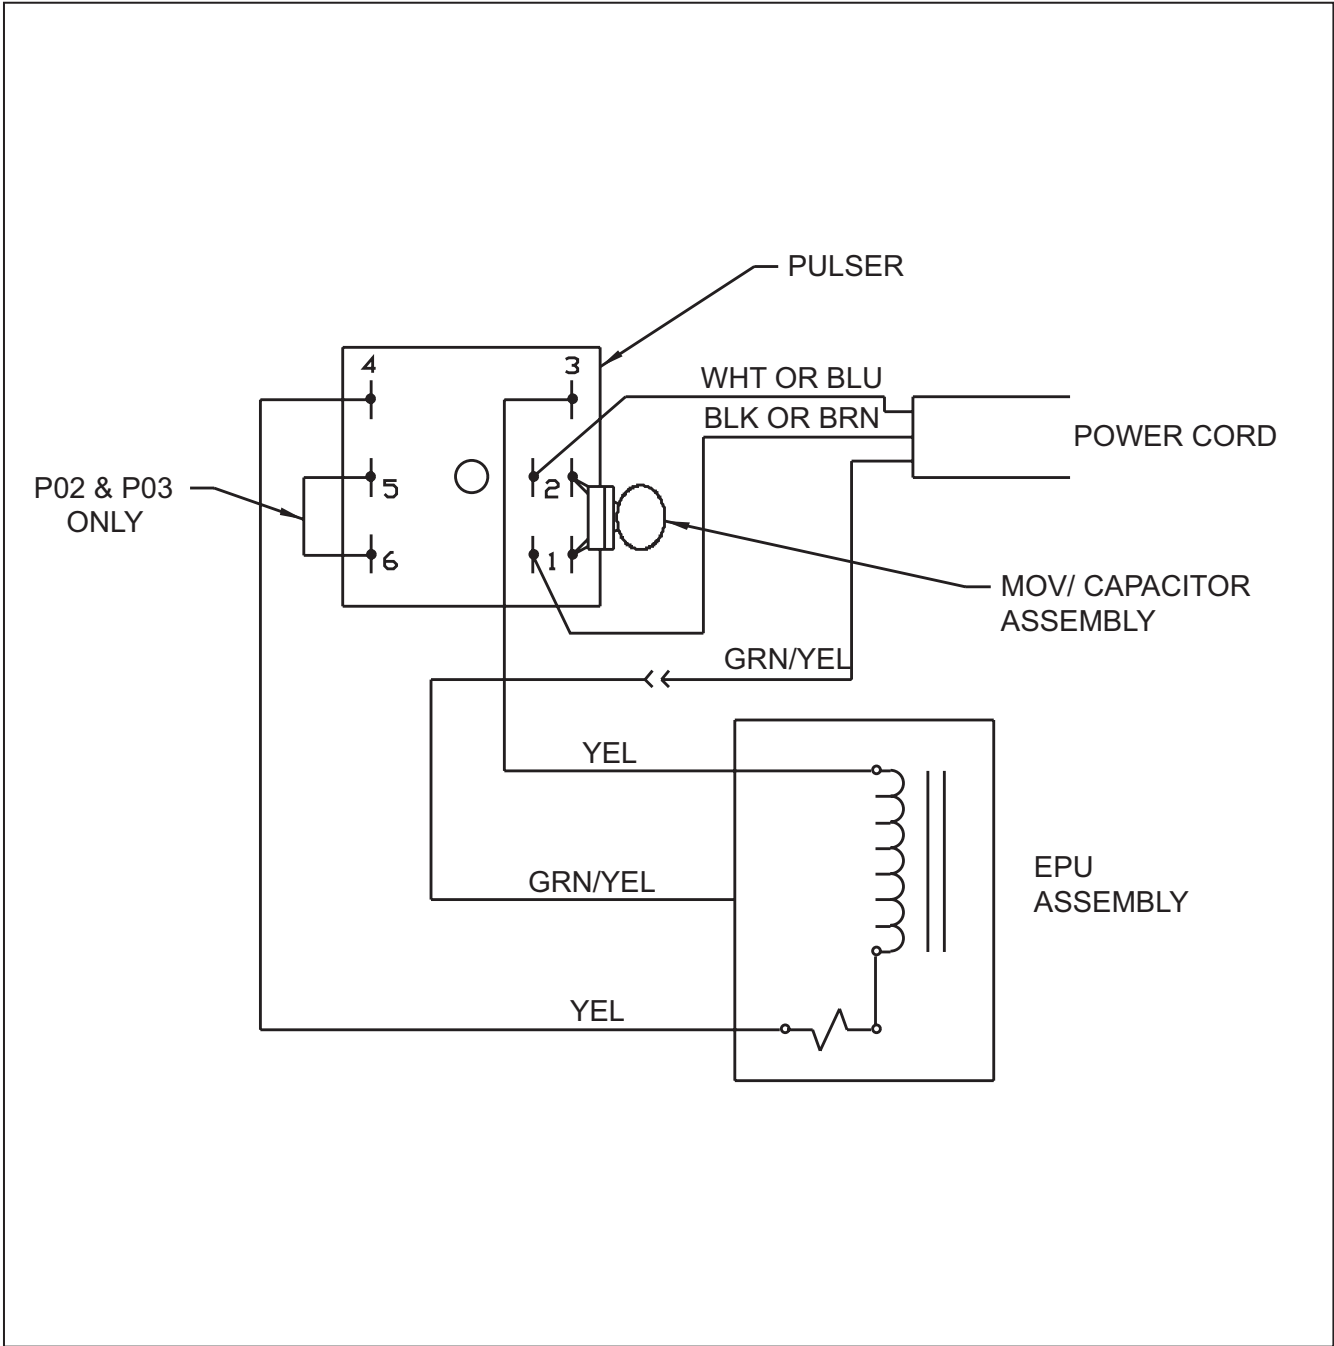 PULSER
4
3
WHT OR BLU
BLK OR BRN
POWER CORD
P02 & P03
ONLY
5
2
6
1
MOV/ CAPACITOR
ASSEMBLY
GRN/YEL
YEL
EPU
ASSEMBLY
GRN/YEL
YEL